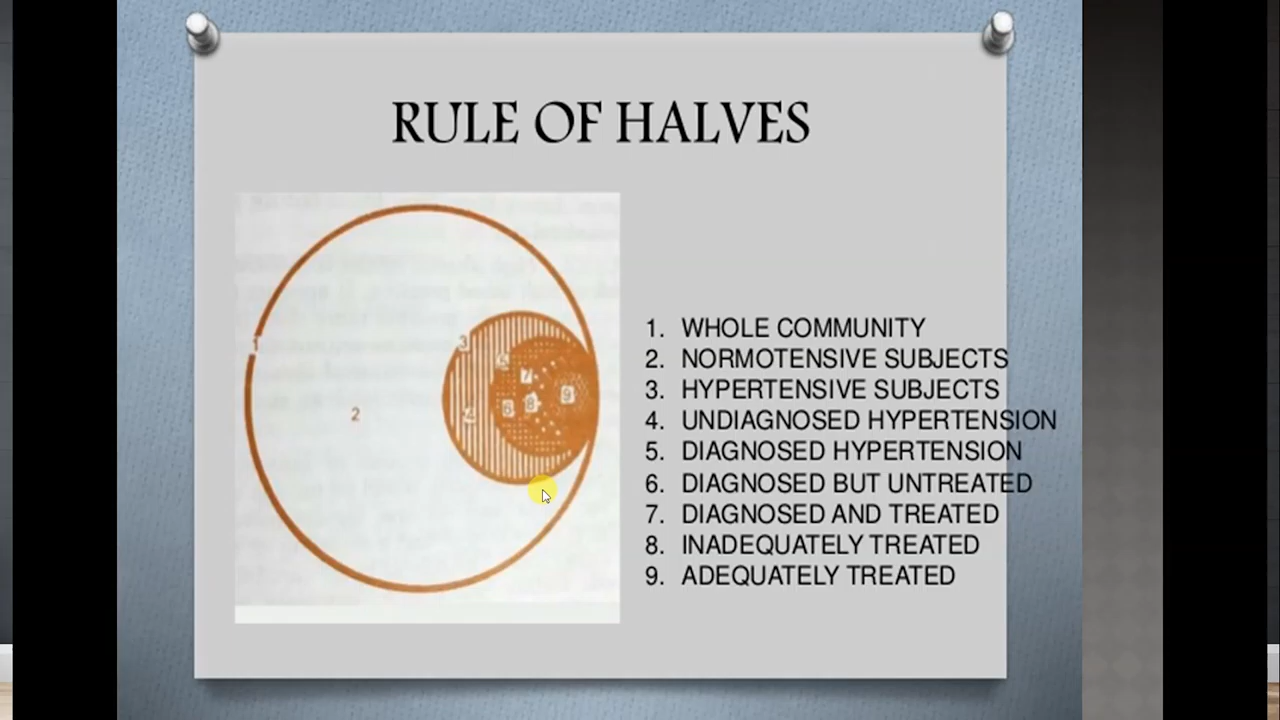 RULE OF HALVES
1
2
3
4
5
6
7
8
9
1. WHOLE COMMUNITY
2. NORMOTENSIVE SUBJECTS
3. HYPERTENSIVE SUBJECTS
4. UNDIAGNOSED HYPERTENSION
5. DIAGNOSED HYPERTENSION
6. DIAGNOSED BUT UNTREATED
7. DIAGNOSED AND TREATED
8. INADEQUATELY TREATED
9. ADEQUATELY TREATED